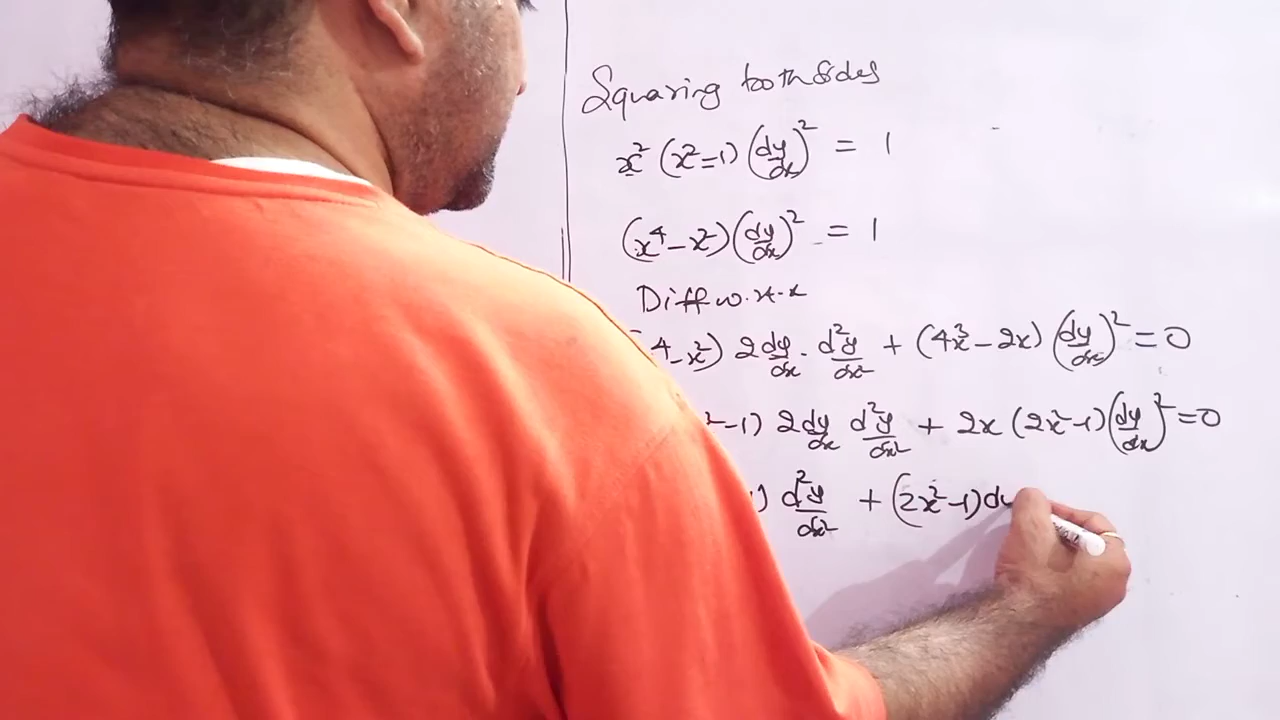 Squaring both sides
x² (x²-1) (dy/dx)² = 1
(x⁴-x²) (dy/dx)² = 1
Diff w.r.x
⁴-x²) 2dy/dx . d²y/dx² + (4x³-2x) (dy/dx)² = 0
²-1) 2dy/dx d²y/dx² + 2x (2x²-1) (dy/dx)² = 0
) d²y/dx² + (2x²-1) dy